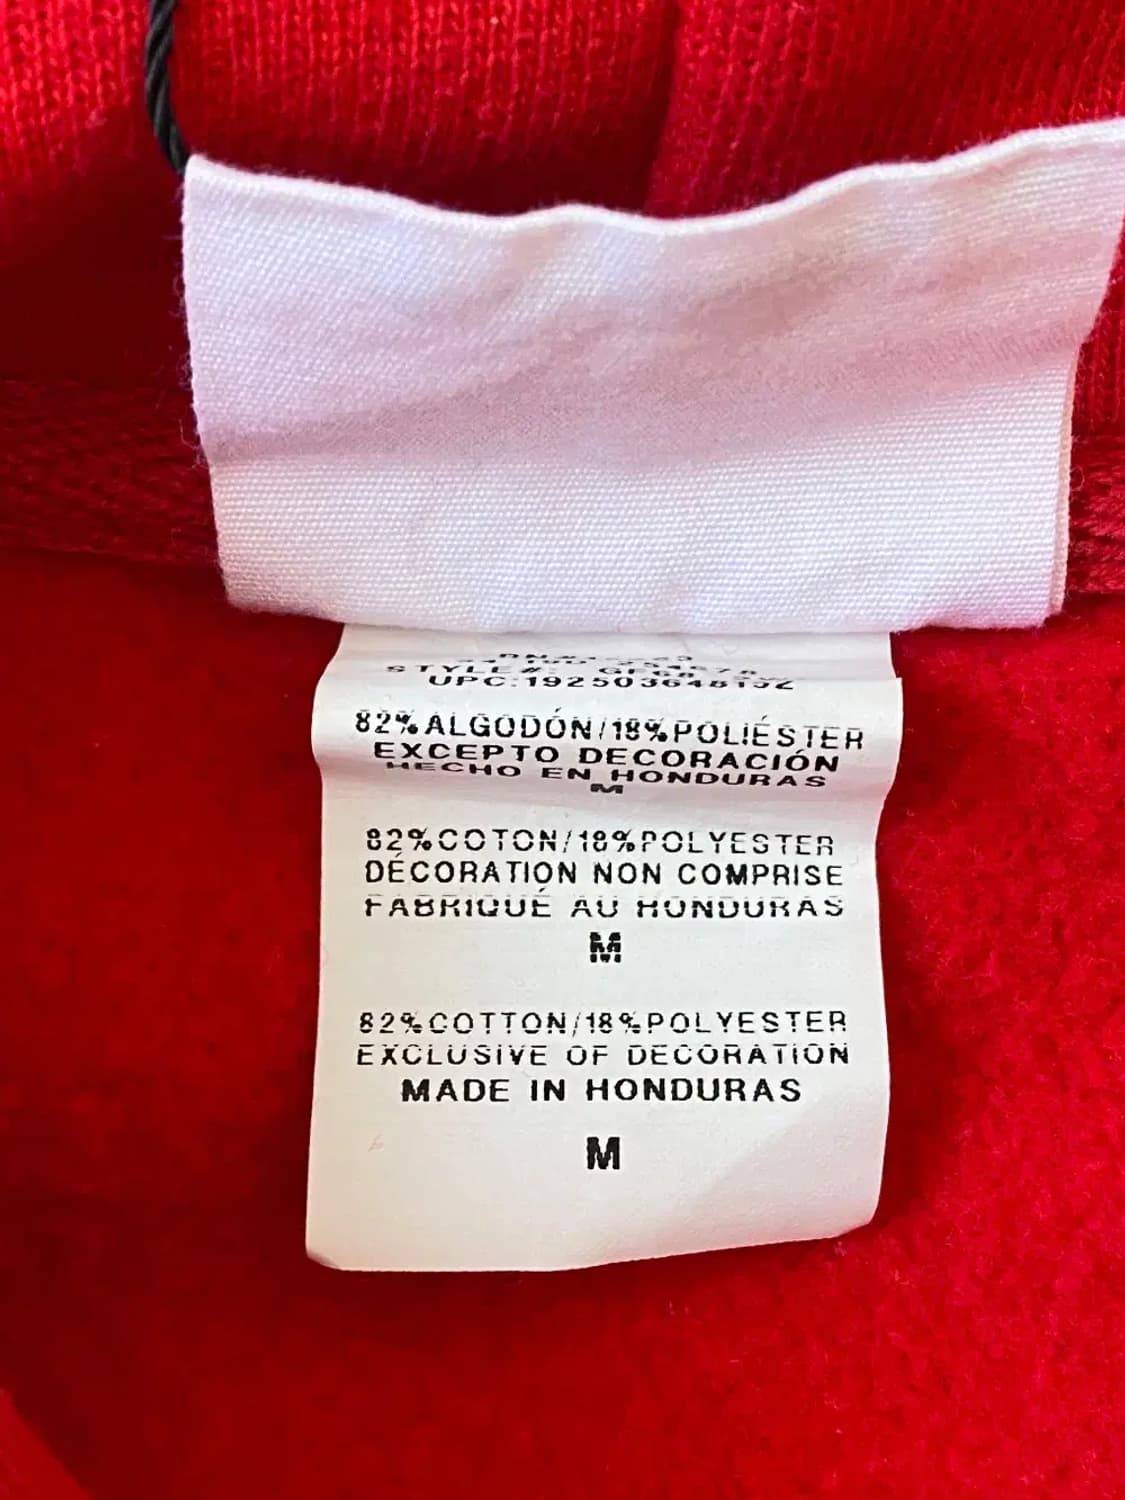 STYLE#:
82% ALGODÓN/18% POLIÉSTER
EXCEPTO DECORACIÓN
HECHO EN HONDURAS
M
82% COTON/18% POLYESTER
DÉCORATION NON COMPRISE
FABRIQUÉ AU HONDURAS
M
82% COTTON/18% POLYESTER
EXCLUSIVE OF DECORATION
MADE IN HONDURAS
M